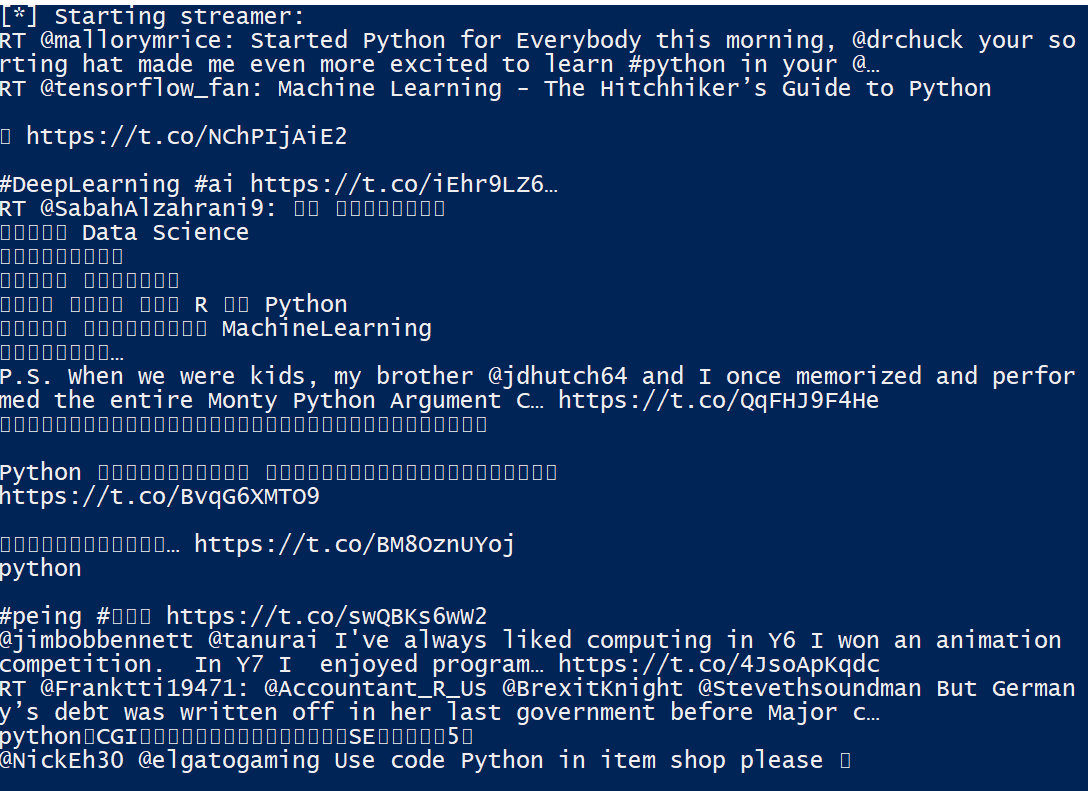 [*] Starting streamer:
RT @mallorymrice: Started Python for Everybody this morning, @drchuck your so
rting hat made me even more excited to learn #python in your @…
RT @tensorflow_fan: Machine Learning - The Hitchhiker’s Guide to Python
▯ https://t.co/NChPIjAiE2
#DeepLearning #ai https://t.co/iEhr9LZ6…
RT @SabahAlzahrani9: ▯▯ ▯▯▯▯▯▯▯▯
▯▯▯▯▯ Data Science
▯▯▯▯▯▯▯▯▯
▯▯▯▯▯ ▯▯▯▯▯▯▯
▯▯▯▯ ▯▯▯▯ ▯▯▯ R ▯▯ Python
▯▯▯▯▯ ▯▯▯▯▯▯▯▯▯ MachineLearning
▯▯▯▯▯▯▯▯…
P.S. When we were kids, my brother @jdhutch64 and I once memorized and perfor
med the entire Monty Python Argument C… https://t.co/QqFHJ9F4He
▯▯▯▯▯▯▯▯▯▯▯▯▯▯▯▯▯▯▯▯▯▯▯▯▯▯▯▯▯▯▯▯▯▯▯
Python ▯▯▯▯▯▯▯▯▯▯▯ ▯▯▯▯▯▯▯▯▯▯▯▯▯▯▯▯▯▯▯▯▯
https://t.co/BvqG6XMTO9
▯▯▯▯▯▯▯▯▯▯▯▯… https://t.co/BM8OznUYoj
python
#peing #▯▯▯ https://t.co/swQBKs6wW2
@jimbobbennett @tanurai I've always liked computing in Y6 I won an animation
competition.  In Y7 I  enjoyed program… https://t.co/4JsoApKqdc
RT @Franktti19471: @Accountant_R_Us @BrexitKnight @Stevethsoundman But German
y’s debt was written off in her last government before Major c…
python▯CGI▯▯▯▯▯▯▯▯▯▯▯▯▯▯▯SE▯▯▯▯▯5▯
@NickEh30 @elgatogaming Use code Python in item shop please ▯